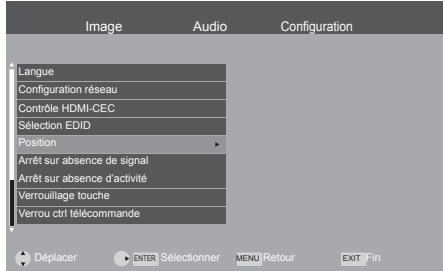 Image Audio Configuration
Langue
Configuration réseau
Contrôle HDMI-CEC
Sélection EDID
Position
Arrêt sur absence de signal
Arrêt sur absence d'activité
Verrouillage touche
Verrou ctrl télécommande
Déplacer ENTER Sélectionner MENU Retour EXIT Fin